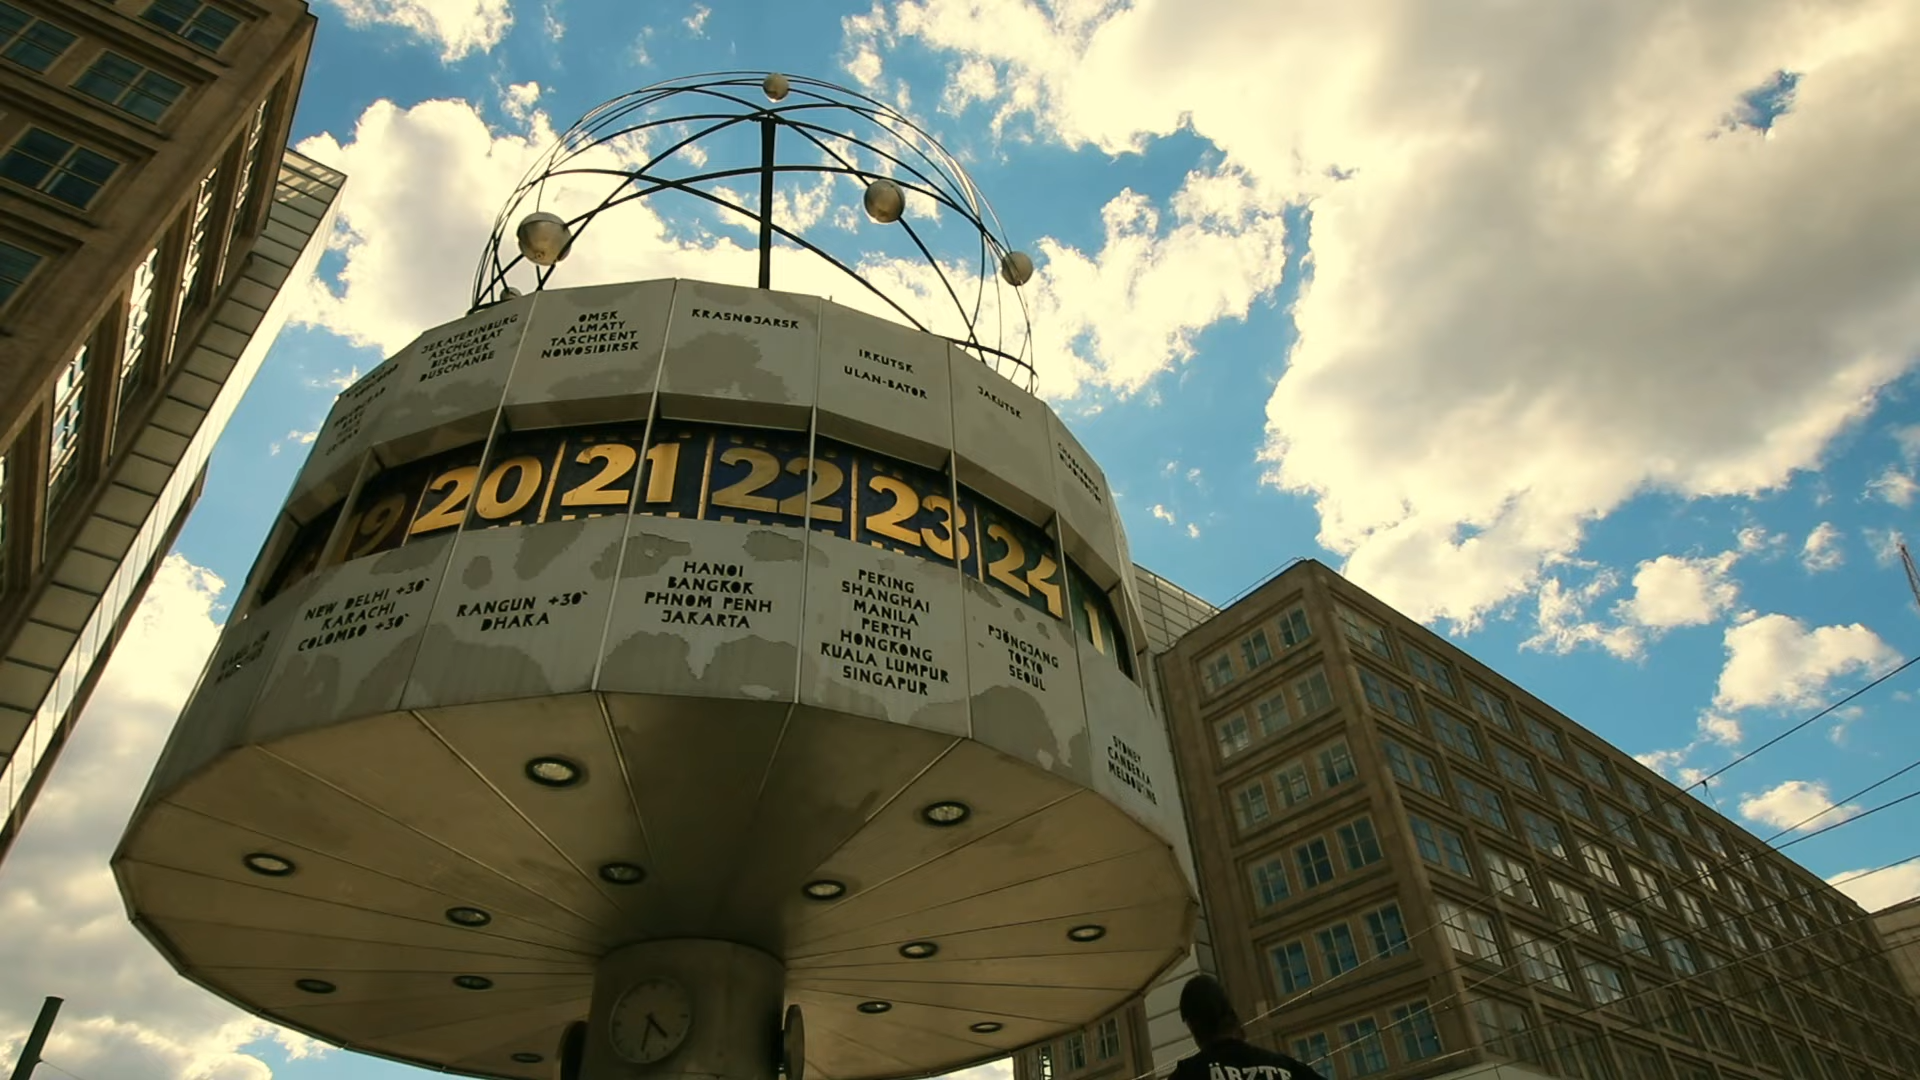 JEKATERINBURG
ASCHGABAT
BISCHKEK
DUSCHANBE
OMSK
ALMATY
TASCHKENT
NOWOSIBIRSK
KRASNOJARSK
IRKUTSK
ULAN-BATOR
JAKUTSK
19 20 21 22 23 24 1
NEW DELHI +30`
KARACHI
COLOMBO +30`
RANGUN +30`
DHAKA
HANOI
BANGKOK
PHNOM PENH
JAKARTA
PEKING
SHANGHAI
MANILA
PERTH
HONGKONG
KUALA LUMPUR
SINGAPUR
PJÖNGJANG
TOKYO
SEOUL
SYDNEY
CANBERRA
MELBOURNE
ÄRZTE